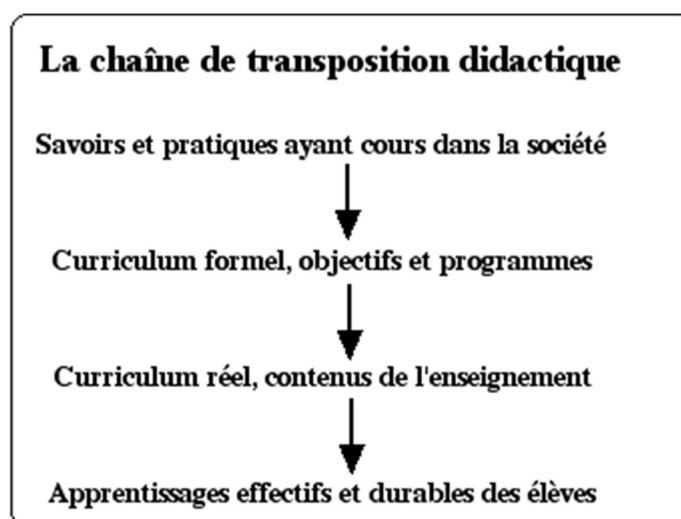 La chaîne de transposition didactique
Savoirs et pratiques ayant cours dans la société
Curriculum formel, objectifs et programmes
Curriculum réel, contenus de l'enseignement
Apprentissages effectifs et durables des élèves